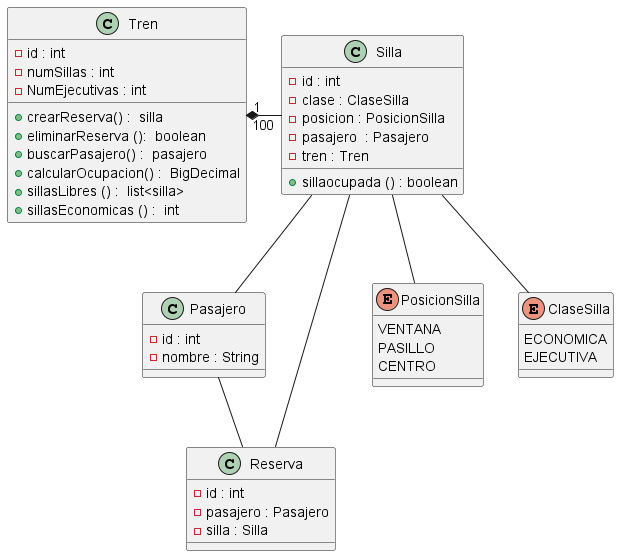 C Tren
id : int
numSillas : int
NumEjecutivas : int
crearReserva() : silla
eliminarReserva () : boolean
buscarPasajero() : pasajero
calcularOcupacion() : BigDecimal
sillasLibres () : list<silla>
sillasEconomicas () : int
1
100
C Silla
id : int
clase : ClaseSilla
posicion : PosicionSilla
pasajero : Pasajero
tren : Tren
sillaocupada () : boolean
C Pasajero
id : int
nombre : String
E PosicionSilla
VENTANA
PASILLO
CENTRO
E ClaseSilla
ECONOMICA
EJECUTIVA
C Reserva
id : int
pasajero : Pasajero
silla : Silla